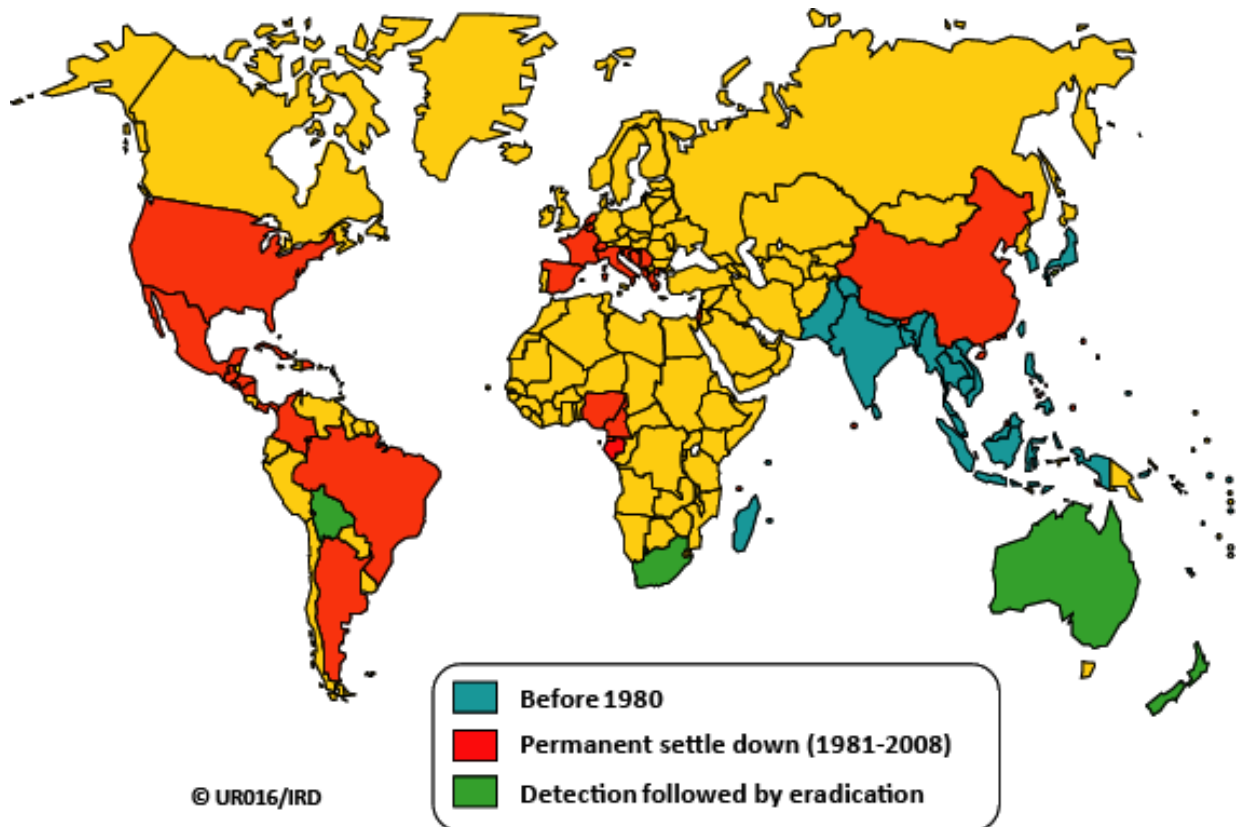 Before 1980
Permanent settle down (1981-2008)
Detection followed by eradication
© UR016/IRD